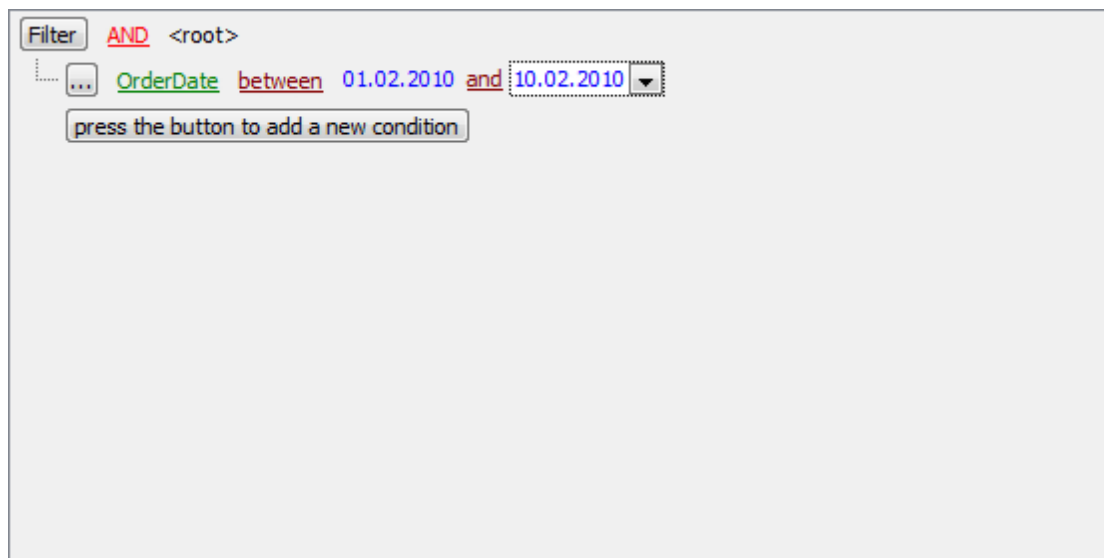 Filter AND <root>
... OrderDate between 01.02.2010 and 10.02.2010
press the button to add a new condition